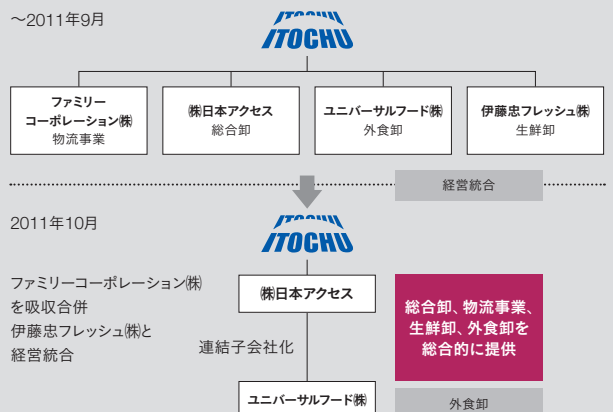 ～2011年9月
ITOCHU
ファミリー
コーポレーション㈱
物流事業
㈱日本アクセス
総合卸
ユニバーサルフード㈱
外食卸
伊藤忠フレッシュ㈱
生鮮卸
経営統合
2011年10月
ITOCHU
ファミリーコーポレーション㈱
を吸収合併
伊藤忠フレッシュ㈱と
経営統合
㈱日本アクセス
連結子会社化
ユニバーサルフード㈱
総合卸、物流事業、
生鮮卸、外食卸を
総合的に提供
外食卸